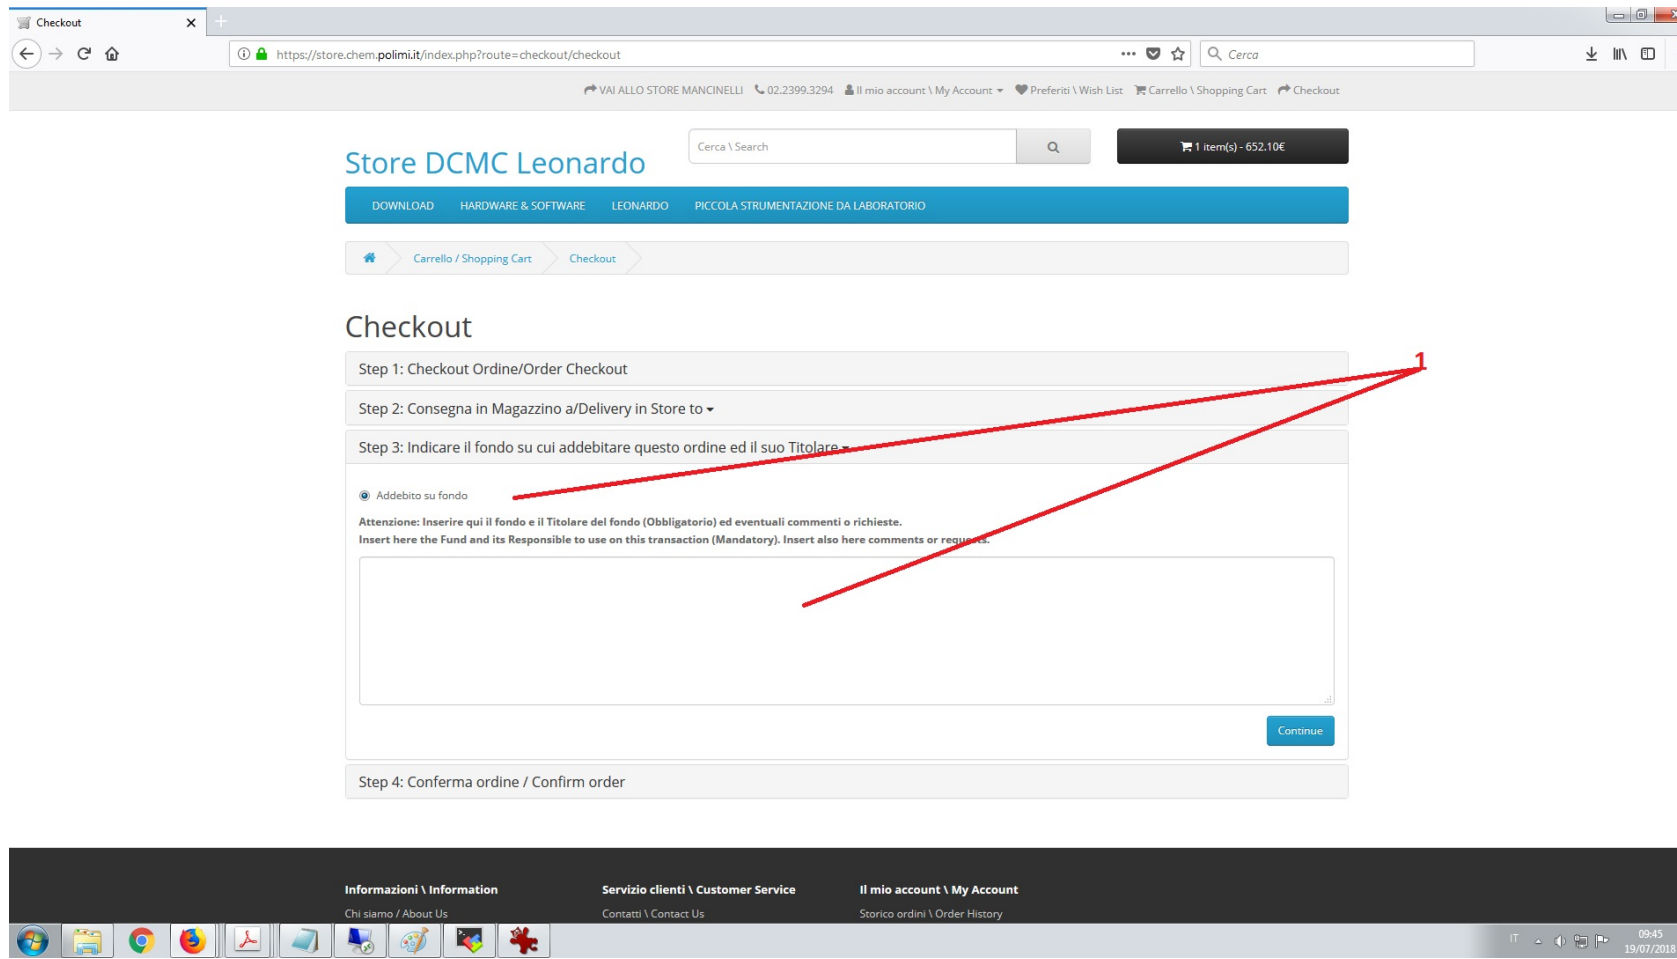 Checkout
https://store.chem.polimi.it/index.php?route=checkout/checkout
Cerca
VAI ALLO STORE MANCINELLI 02.2399.3294 Il mio account \ My Account Preferiti \ Wish List Carrello \ Shopping Cart Checkout
Store DCMC Leonardo
Cerca \ Search
1 item(s) - 652.10€
DOWNLOAD HARDWARE & SOFTWARE LEONARDO PICCOLA STRUMENTAZIONE DA LABORATORIO
Carrello / Shopping Cart Checkout
Checkout
Step 1: Checkout Ordine/Order Checkout
1
Step 2: Consegna in Magazzino a/Delivery in Store to
Step 3: Indicare il fondo su cui addebitare questo ordine ed il suo Titolare
Addebito su fondo
Attenzione: Inserire qui il fondo e il Titolare del fondo (Obbligatorio) ed eventuali commenti o richieste.
Insert here the Fund and its Responsible to use on this transaction (Mandatory). Insert also here comments or requests.
Continue
Step 4: Conferma ordine / Confirm order
Informazioni \ Information Servizio clienti \ Customer Service Il mio account \ My Account
Chi siamo / About Us Contatti \ Contact Us Storico ordini \ Order History
IT
09:45
19/07/2018